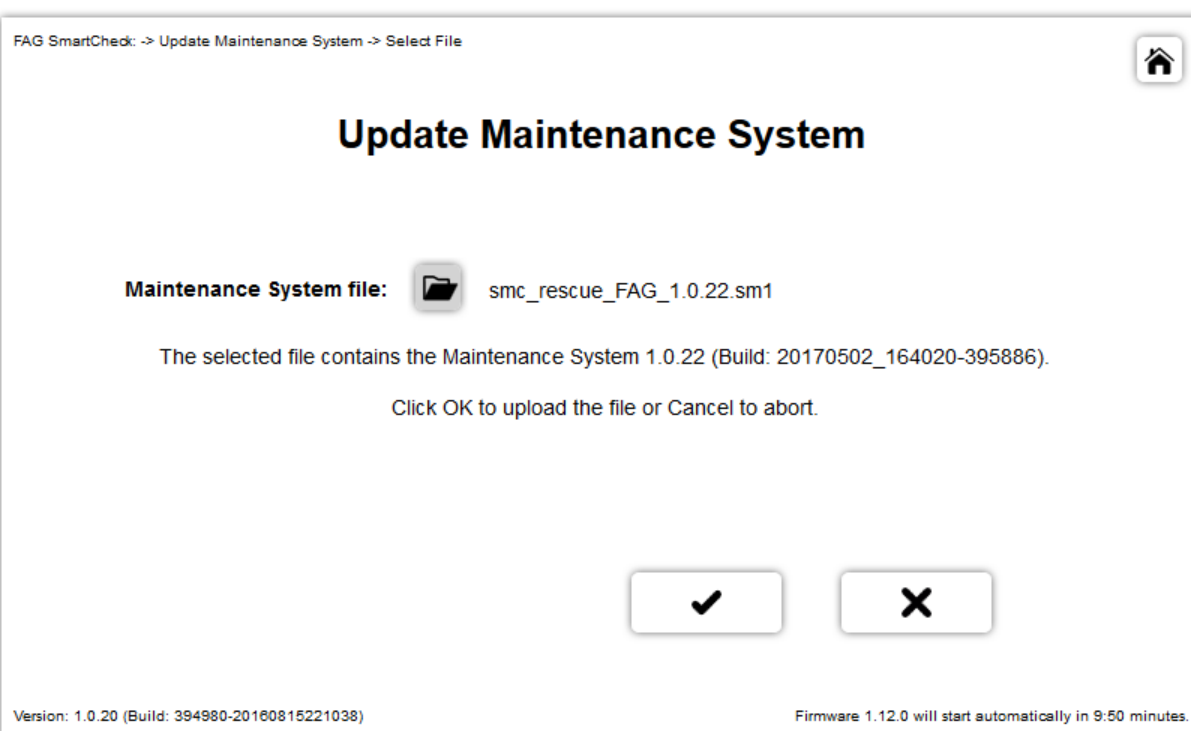 FAG SmartCheck: -> Update Maintenance System -> Select File
Update Maintenance System
Maintenance System file: smc_rescue_FAG_1.0.22.sm1
The selected file contains the Maintenance System 1.0.22 (Build: 20170502_164020-395886).
Click OK to upload the file or Cancel to abort.
Version: 1.0.20 (Build: 394980-20160815221038) Firmware 1.12.0 will start automatically in 9:50 minutes.